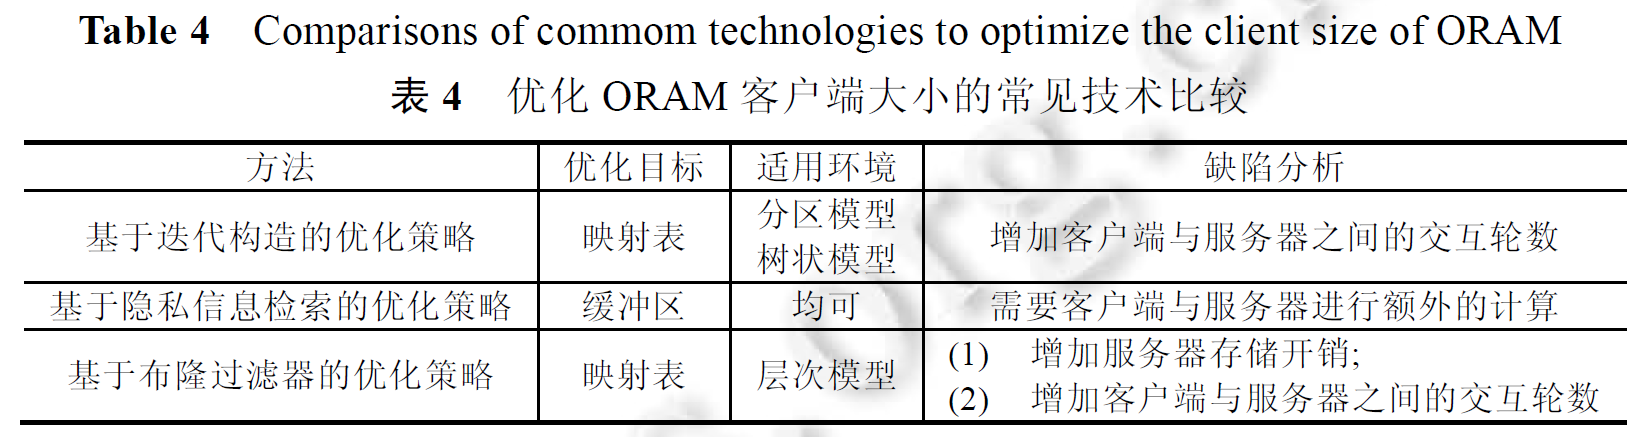 Table 4 Comparisons of commom technologies to optimize the client size of ORAM
表 4 优化 ORAM 客户端大小的常见技术比较
方法 优化目标 适用环境 缺陷分析
基于迭代构造的优化策略 映射表 分区模型 树状模型 增加客户端与服务器之间的交互轮数
基于隐私信息检索的优化策略 缓冲区 均可 需要客户端与服务器进行额外的计算
基于布隆过滤器的优化策略 映射表 层次模型 (1) 增加服务器存储开销;
(2) 增加客户端与服务器之间的交互轮数